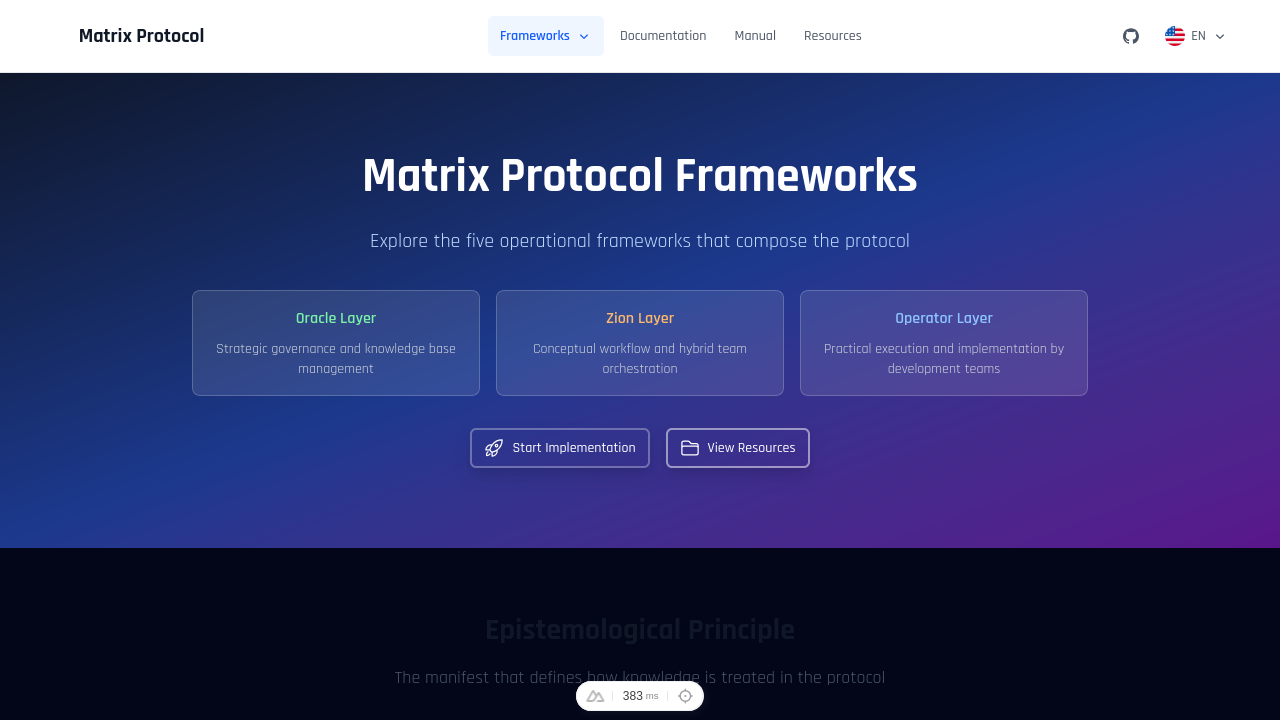 Matrix Protocol
Frameworks
Documentation
Manual
Resources
EN
Matrix Protocol Frameworks
Explore the five operational frameworks that compose the protocol
Oracle Layer
Strategic governance and knowledge base
management
Zion Layer
Conceptual workflow and hybrid team
orchestration
Operator Layer
Practical execution and implementation by
development teams
Start Implementation
View Resources
Epistemological Principle
The manifest that defines how knowledge is treated in the protocol
383 ms